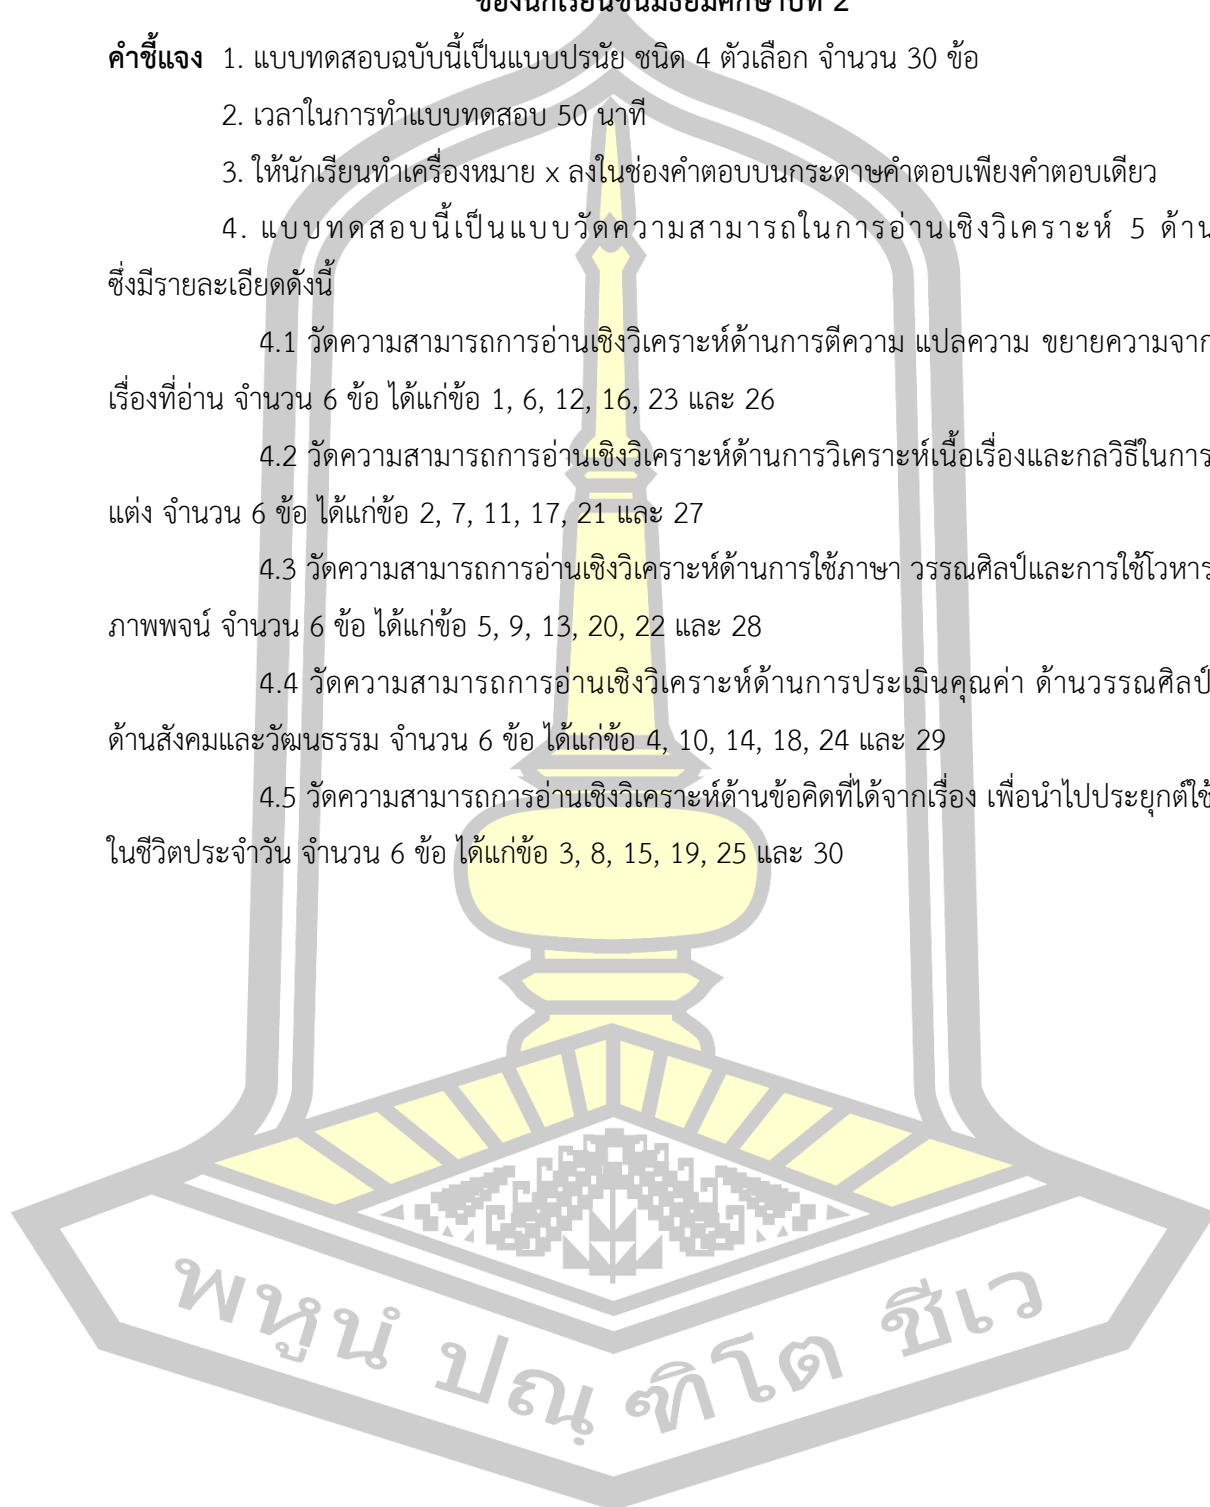 ของนักเรียนชั้นมัธยมศึกษาปีที่ 2
คำชี้แจง 1. แบบทดสอบฉบับนี้เป็นแบบปรนัย ชนิด 4 ตัวเลือก จำนวน 30 ข้อ
2. เวลาในการทำแบบทดสอบ 50 นาที
3. ให้นักเรียนทำเครื่องหมาย x ลงในช่องคำตอบบนกระดาษคำตอบเพียงคำตอบเดียว
4. แบบทดสอบนี้เป็นแบบวัดความสามารถในการอ่านเชิงวิเคราะห์ 5 ด้าน
ซึ่งมีรายละเอียดดังนี้
4.1 วัดความสามารถการอ่านเชิงวิเคราะห์ด้านการตีความ แปลความ ขยายความจาก
เรื่องที่อ่าน จำนวน 6 ข้อ ได้แก่ข้อ 1, 6, 12, 16, 23 และ 26
4.2 วัดความสามารถการอ่านเชิงวิเคราะห์ด้านการวิเคราะห์เนื้อเรื่องและกลวิธีในการ
แต่ง จำนวน 6 ข้อ ได้แก่ข้อ 2, 7, 11, 17, 21 และ 27
4.3 วัดความสามารถการอ่านเชิงวิเคราะห์ด้านการใช้ภาษา วรรณศิลป์และการใช้โวหาร
ภาพพจน์ จำนวน 6 ข้อ ได้แก่ข้อ 5, 9, 13, 20, 22 และ 28
4.4 วัดความสามารถการอ่านเชิงวิเคราะห์ด้านการประเมินคุณค่า ด้านวรรณศิลป์
ด้านสังคมและวัฒนธรรม จำนวน 6 ข้อ ได้แก่ข้อ 4, 10, 14, 18, 24 และ 29
4.5 วัดความสามารถการอ่านเชิงวิเคราะห์ด้านข้อคิดที่ได้จากเรื่อง เพื่อนำไปประยุกต์ใช้
ในชีวิตประจำวัน จำนวน 6 ข้อ ได้แก่ข้อ 3, 8, 15, 19, 25 และ 30
พหูนํ ปณฺฑิโต ชีเว